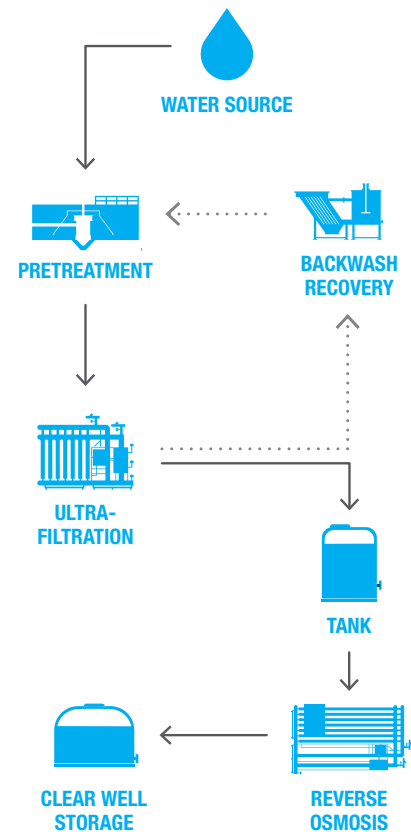 WATER SOURCE
PRETREATMENT
BACKWASH
RECOVERY
ULTRA-
FILTRATION
TANK
CLEAR WELL
STORAGE
REVERSE
OSMOSIS